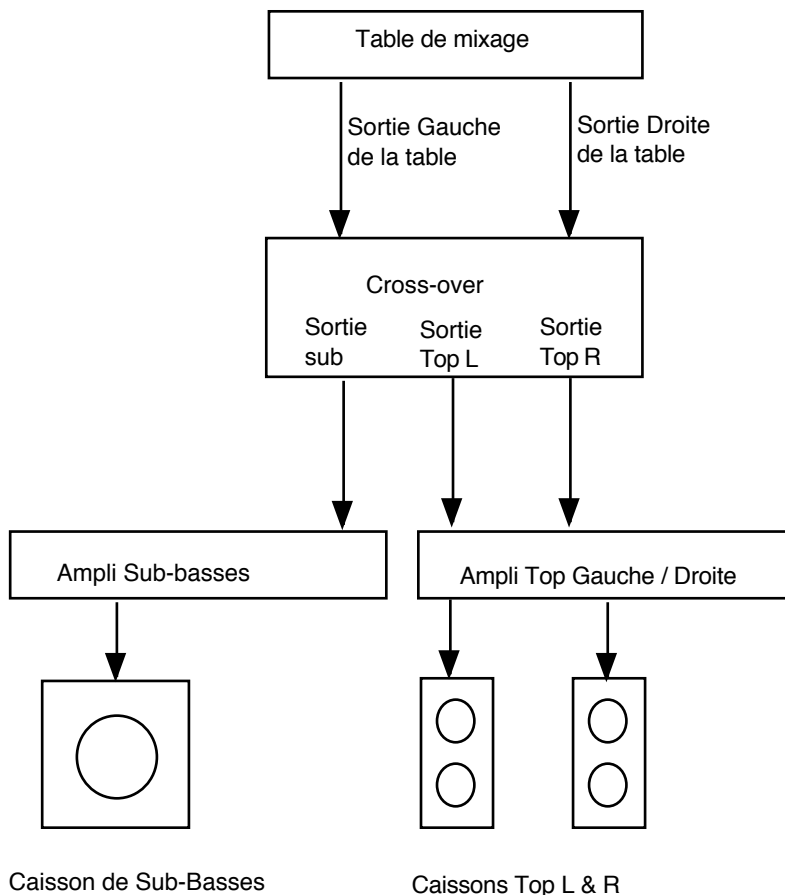 Table de mixage
Sortie Gauche
de la table
Sortie Droite
de la table
Cross-over
Sortie
sub
Sortie
Top L
Sortie
Top R
Ampli Sub-basses
Ampli Top Gauche / Droite
Caisson de Sub-Basses
Caissons Top L & R